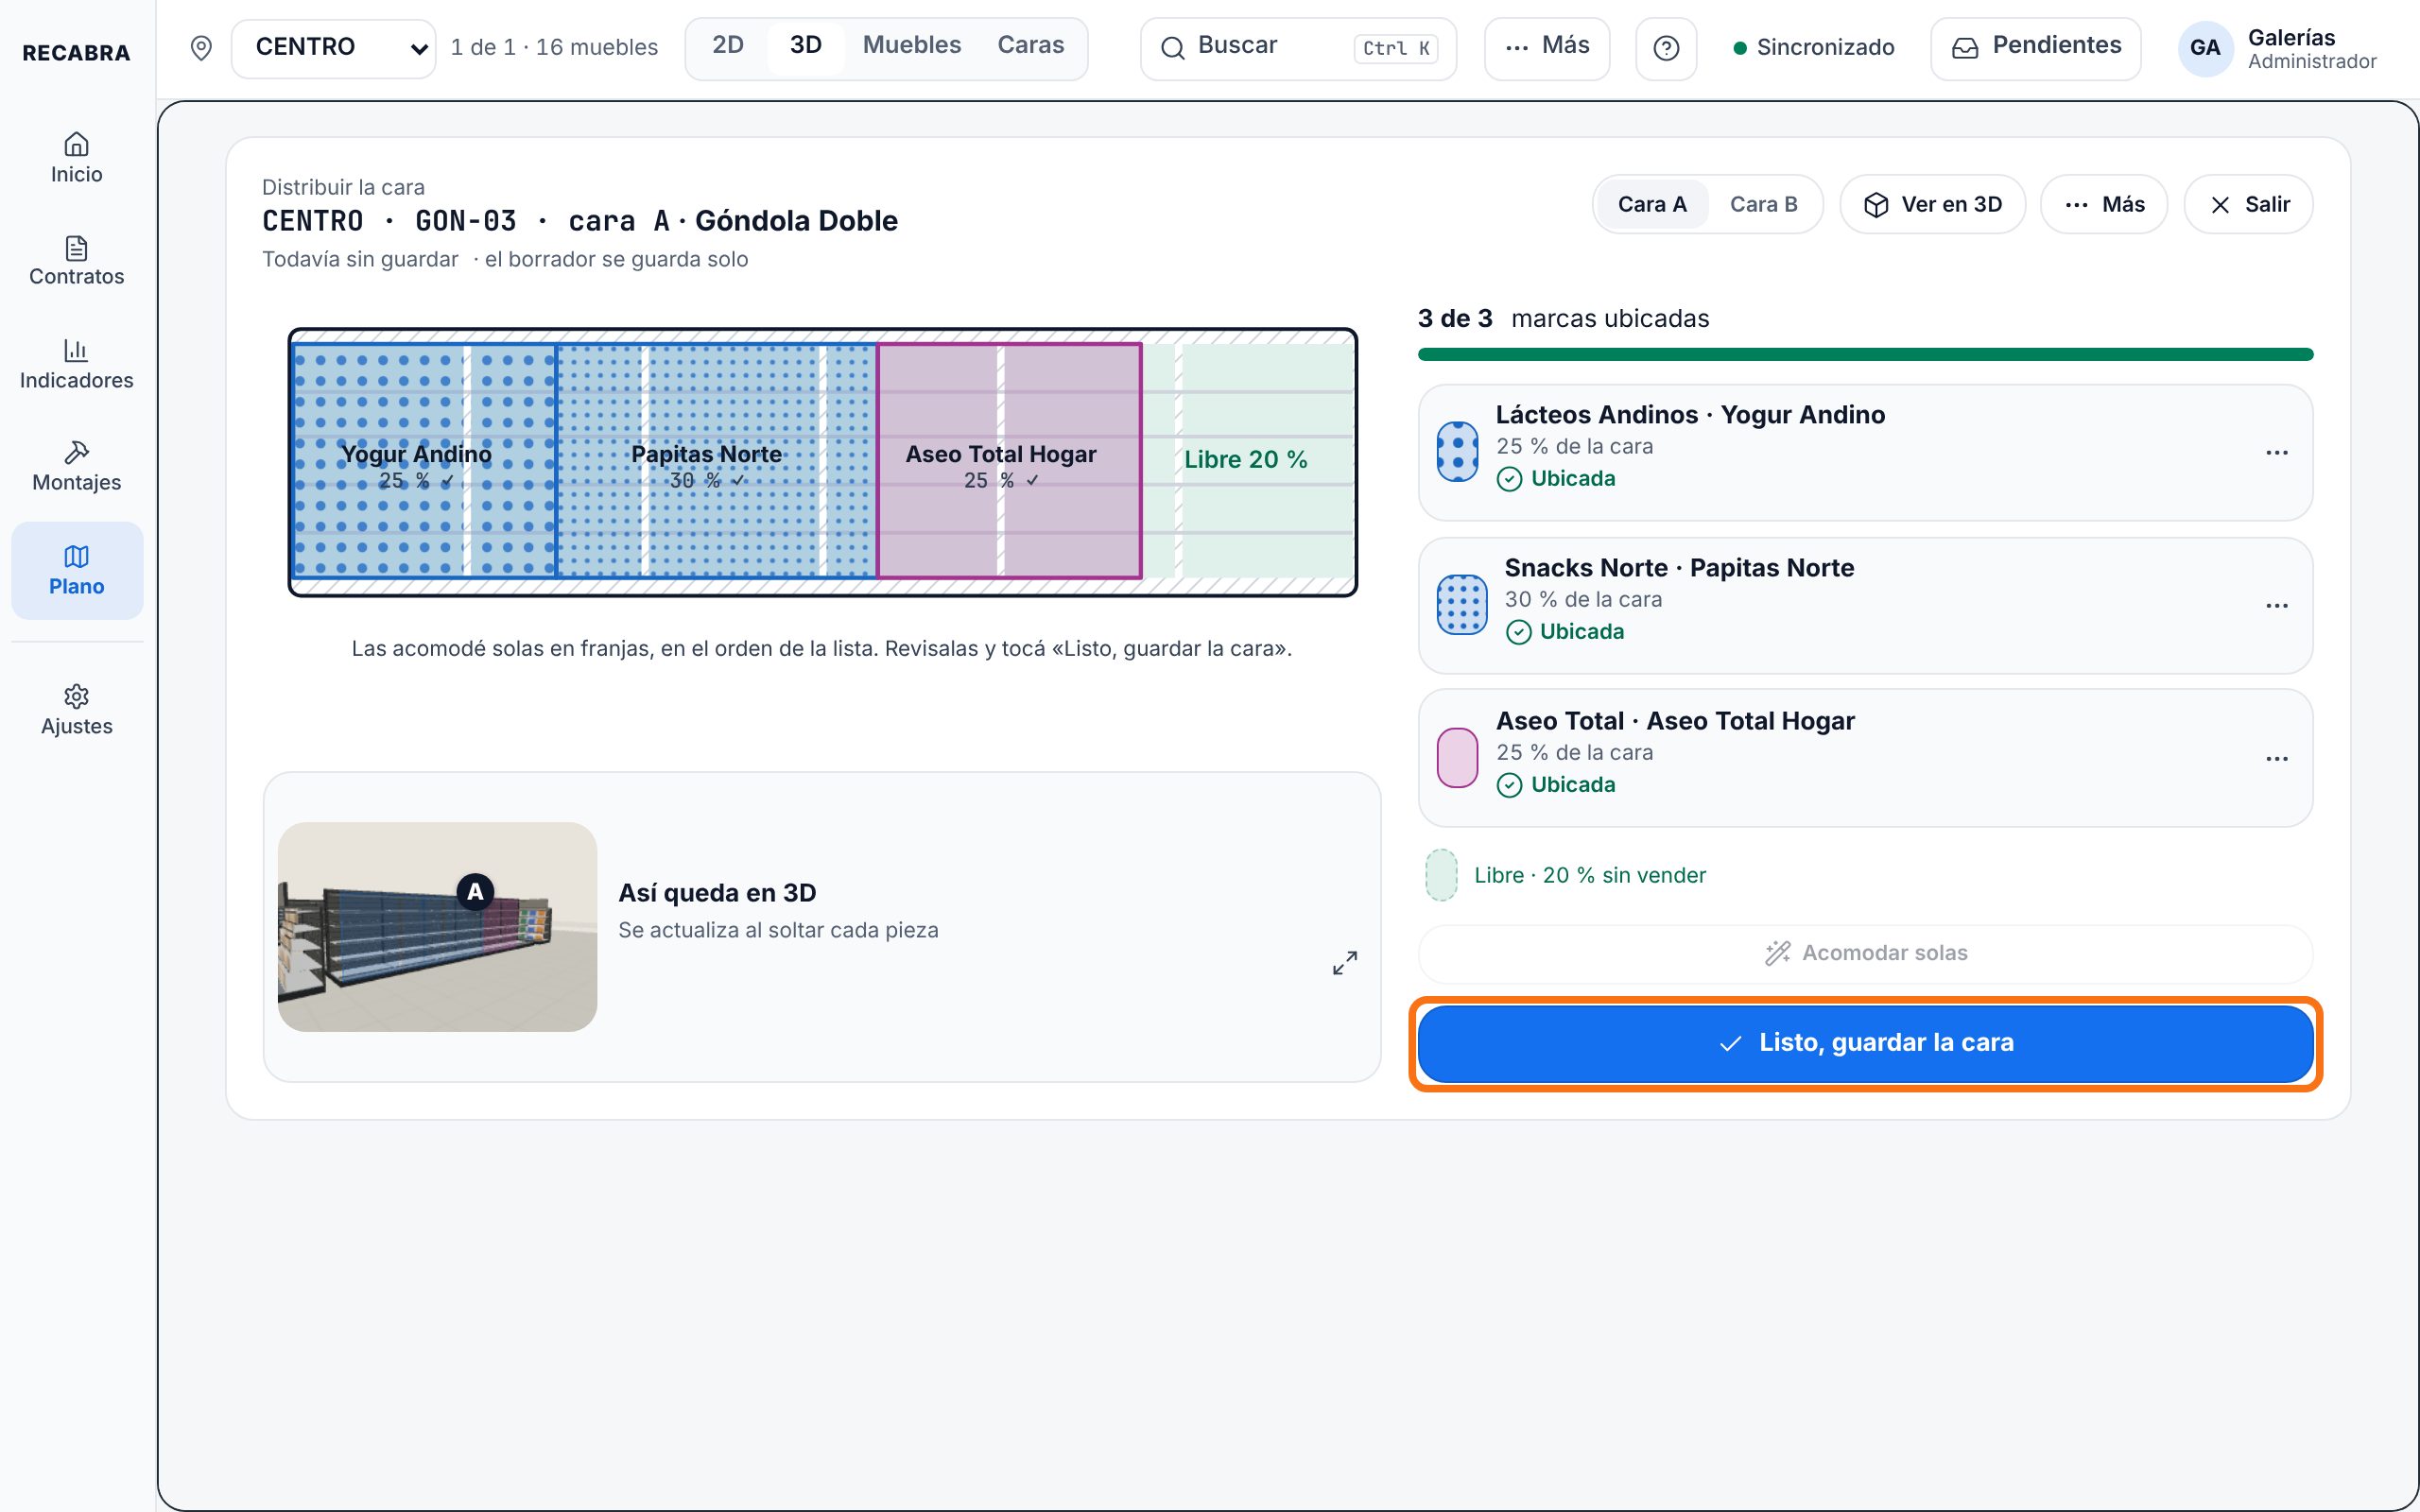 RECABRA
CENTRO
1 de 1 · 16 muebles
2D
3D
Muebles
Caras
Buscar
Ctrl K
Más
Sincronizado
Pendientes
GA
Galerías
Administrador
Inicio
Contratos
Indicadores
Montajes
Plano
Ajustes
Distribuir la cara
CENTRO · GON-03 · cara A · Góndola Doble
Todavía sin guardar · el borrador se guarda solo
Cara A
Cara B
Ver en 3D
Más
Salir
Yogur Andino
25 % ✓
Papitas Norte
30 % ✓
Aseo Total Hogar
25 % ✓
Libre 20 %
Las acomodé solas en franjas, en el orden de la lista. Revisalas y tocá «Listo, guardar la cara».
A
Así queda en 3D
Se actualiza al soltar cada pieza
3 de 3 marcas ubicadas
Lácteos Andinos · Yogur Andino
25 % de la cara
Ubicada
Snacks Norte · Papitas Norte
30 % de la cara
Ubicada
Aseo Total · Aseo Total Hogar
25 % de la cara
Ubicada
Libre · 20 % sin vender
Acomodar solas
Listo, guardar la cara